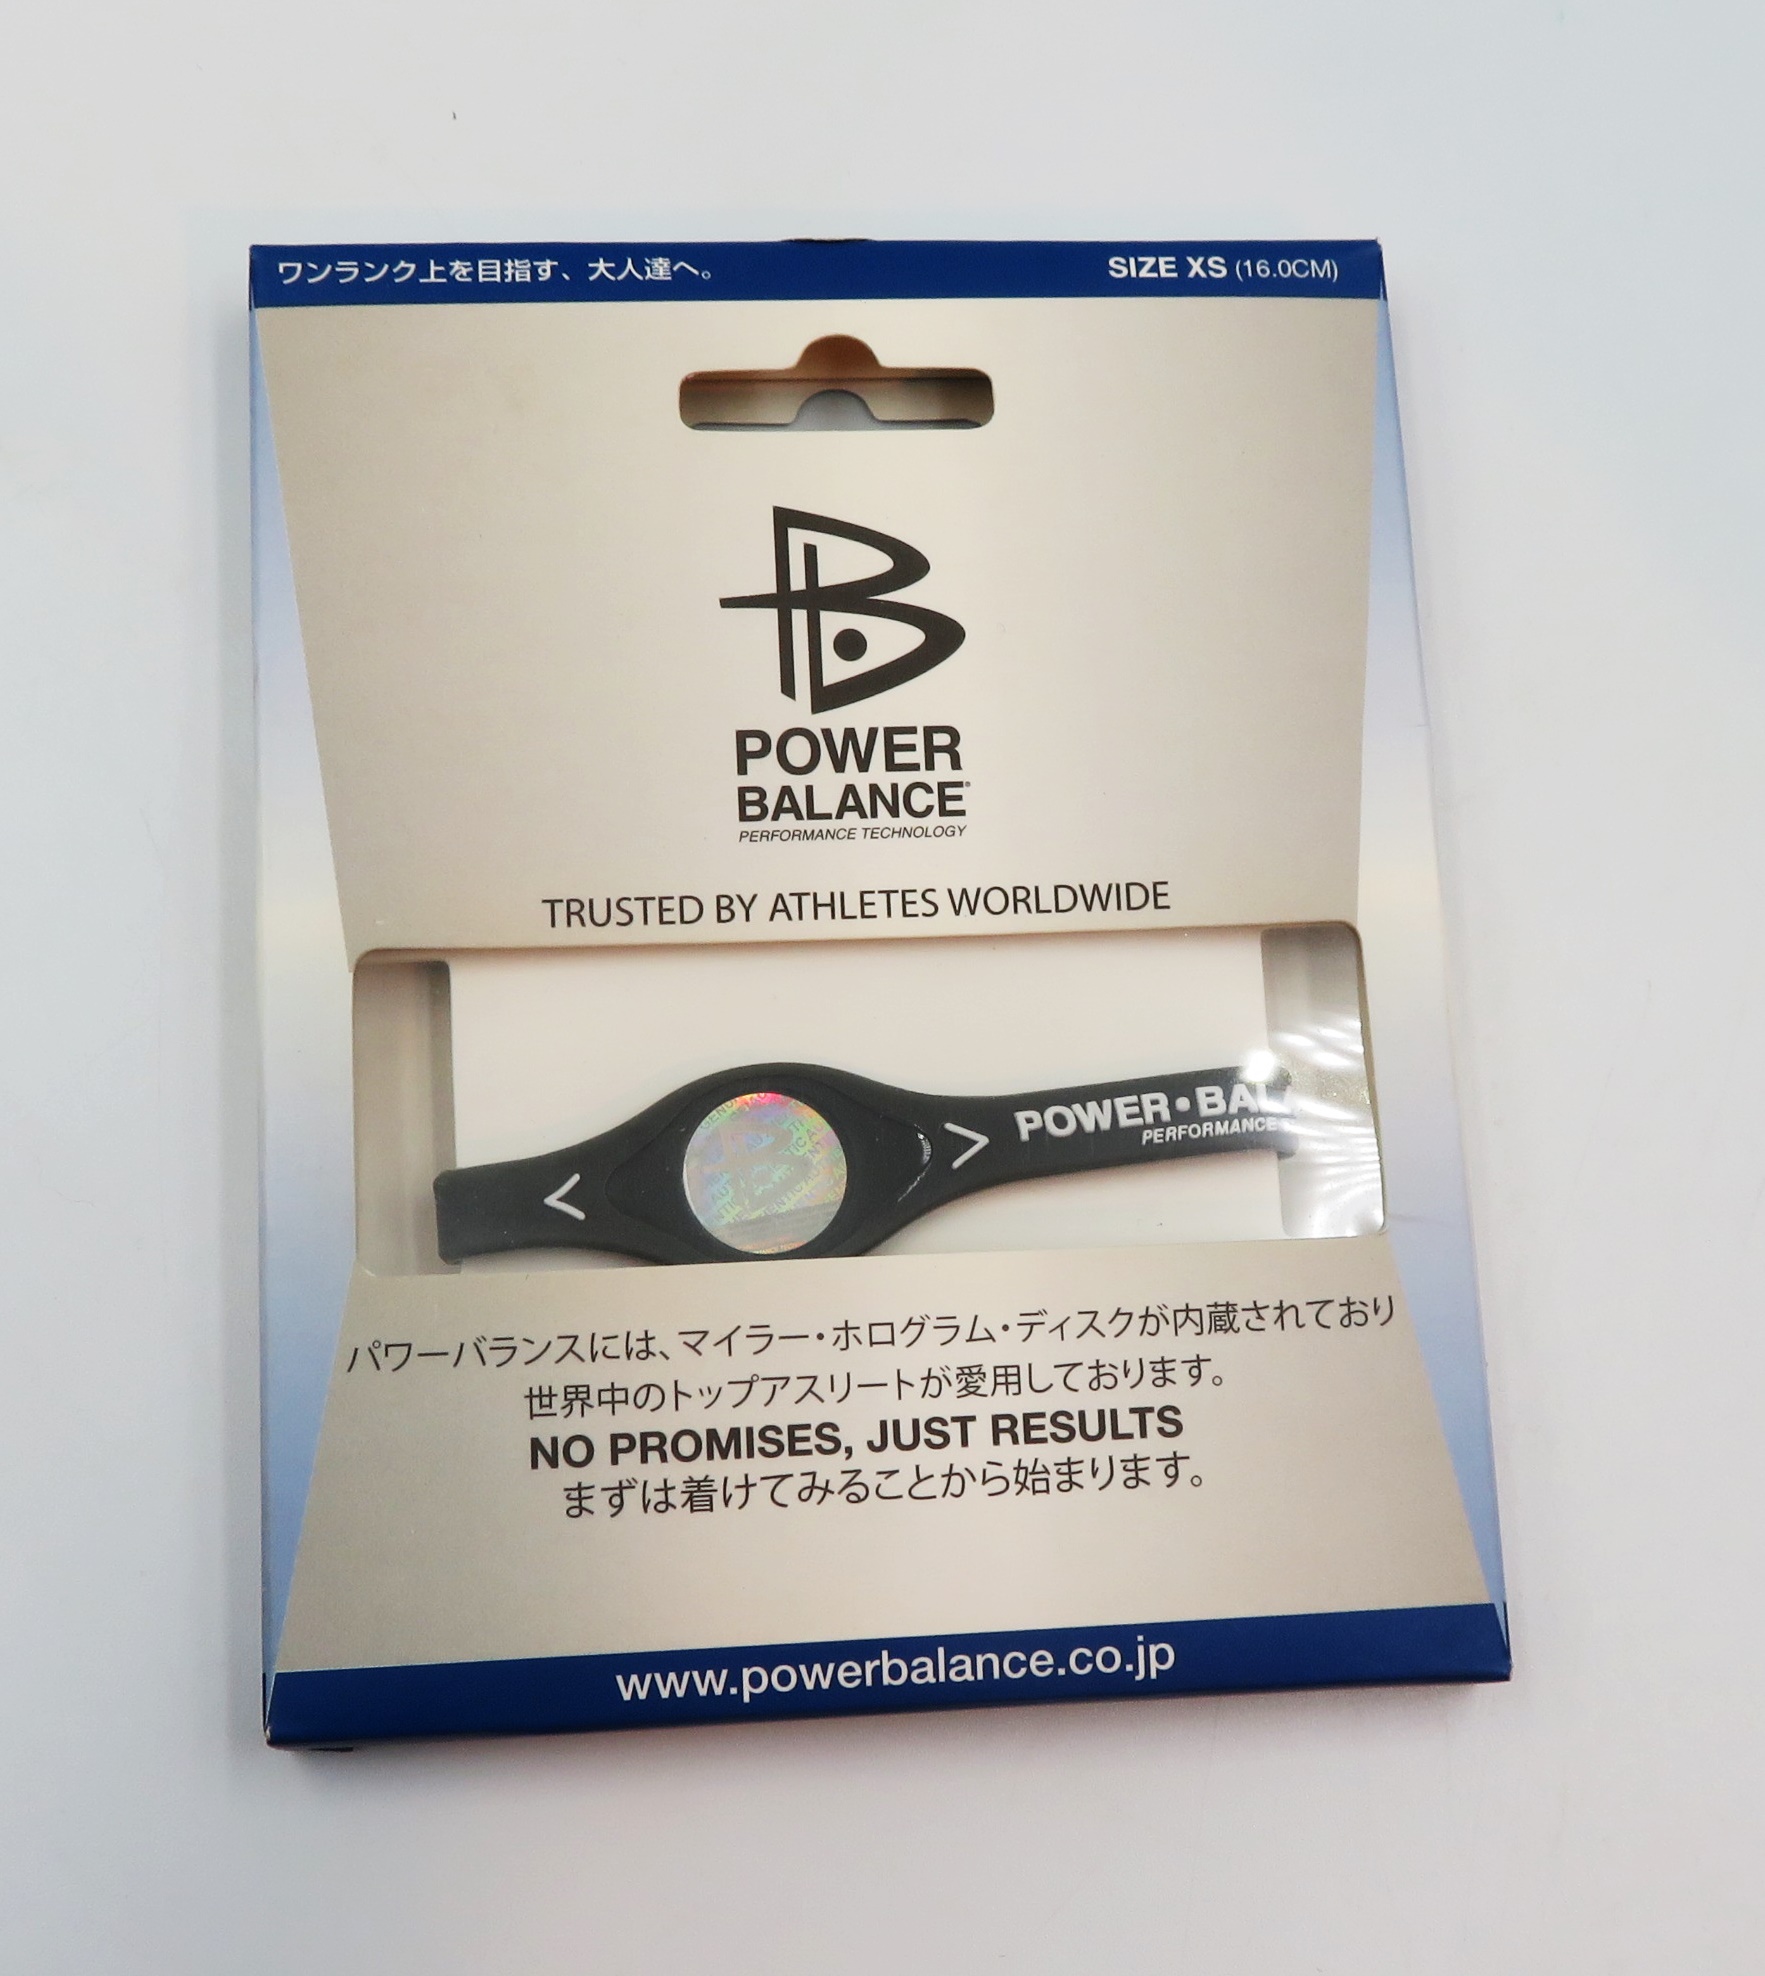 ワンランク上を目指す、大人達へ。
SIZE XS (16.0CM)
POWER
BALANCE®
PERFORMANCE TECHNOLOGY
TRUSTED BY ATHLETES WORLDWIDE
< > POWER•BAL
PERFORMANCE
パワーバランスには、マイラー・ホログラム・ディスクが内蔵されており
世界中のトップアスリートが愛用しております。
NO PROMISES, JUST RESULTS
まずは着けてみることから始まります。
www.powerbalance.co.jp